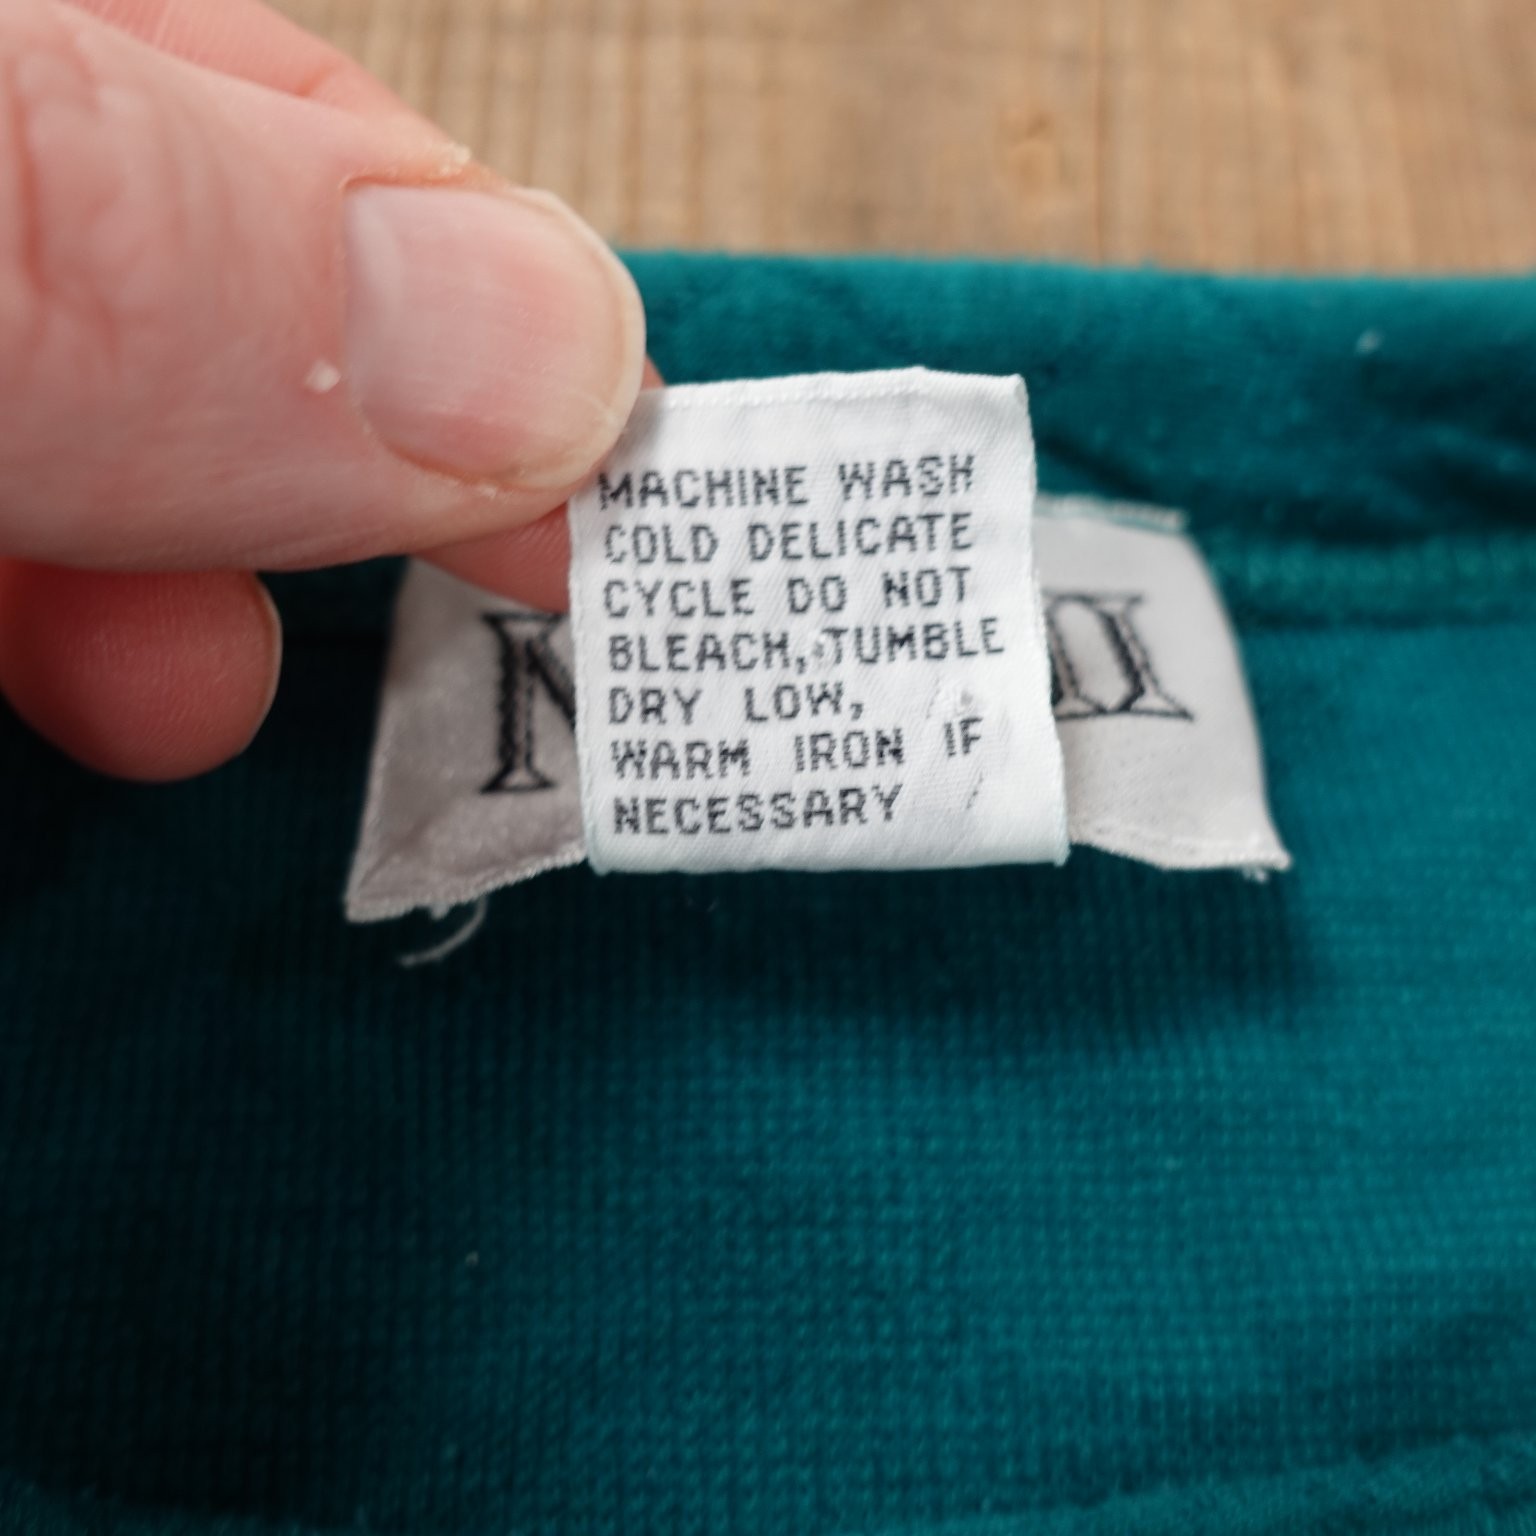 MACHINE WASH
COLD DELICATE
CYCLE DO NOT
BLEACH, TUMBLE
DRY LOW,
WARM IRON IF
NECESSARY